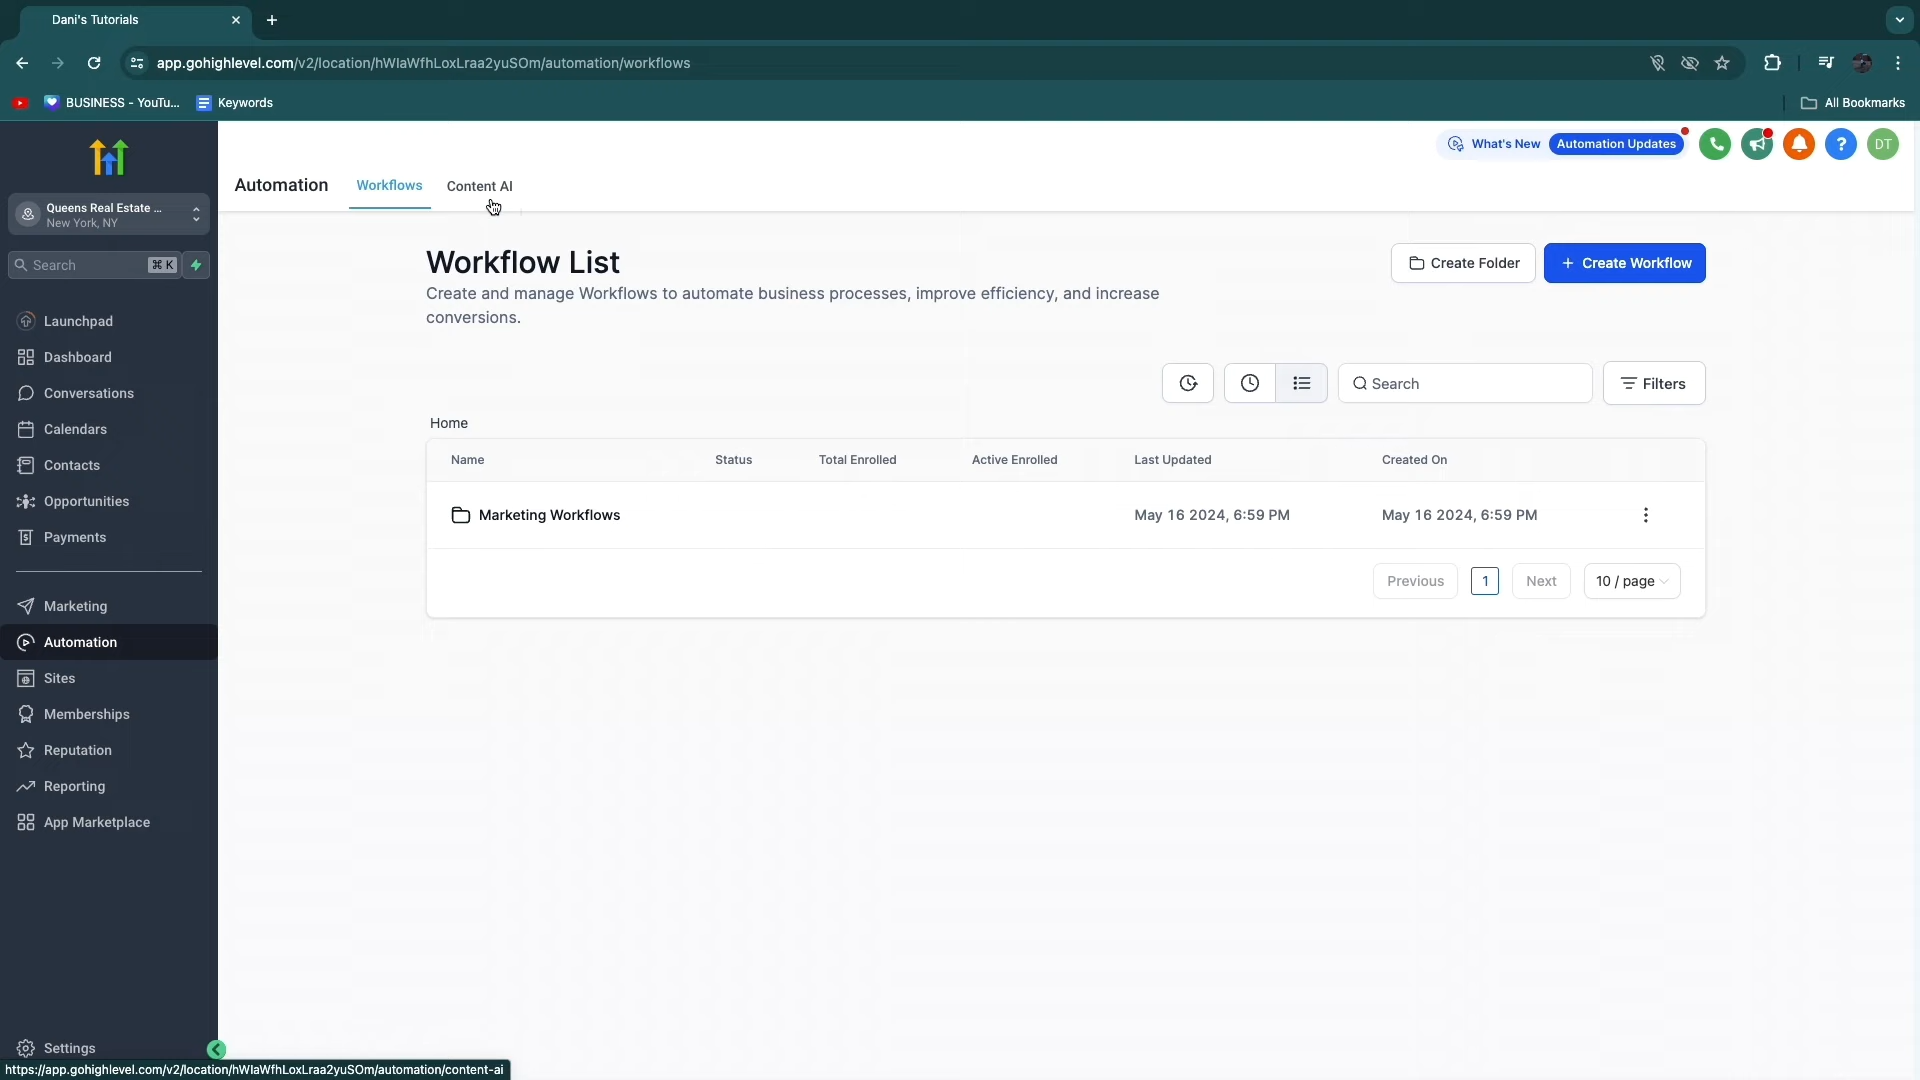 Dani's Tutorials
app.gohighlevel.com/v2/location/hWlaWfhLoxLraa2yuSOm/automation/workflows
BUSINESS - YouTu...
Keywords
All Bookmarks
What's New
Automation Updates
?
DT
Automation
Workflows
Content AI
Queens Real Estate ...
New York, NY
Search
⌘ K
Launchpad
Dashboard
Conversations
Calendars
Contacts
Opportunities
Payments
Marketing
Automation
Sites
Memberships
Reputation
Reporting
App Marketplace
Settings
Workflow List
Create and manage Workflows to automate business processes, improve efficiency, and increase
conversions.
Create Folder
+ Create Workflow
Search
Filters
Home
Name Status Total Enrolled Active Enrolled Last Updated Created On
Marketing Workflows May 16 2024, 6:59 PM May 16 2024, 6:59 PM
Previous 1 Next 10 / page
https://app.gohighlevel.com/v2/location/hWlaWfhLoxLraa2yuSOm/automation/content-ai